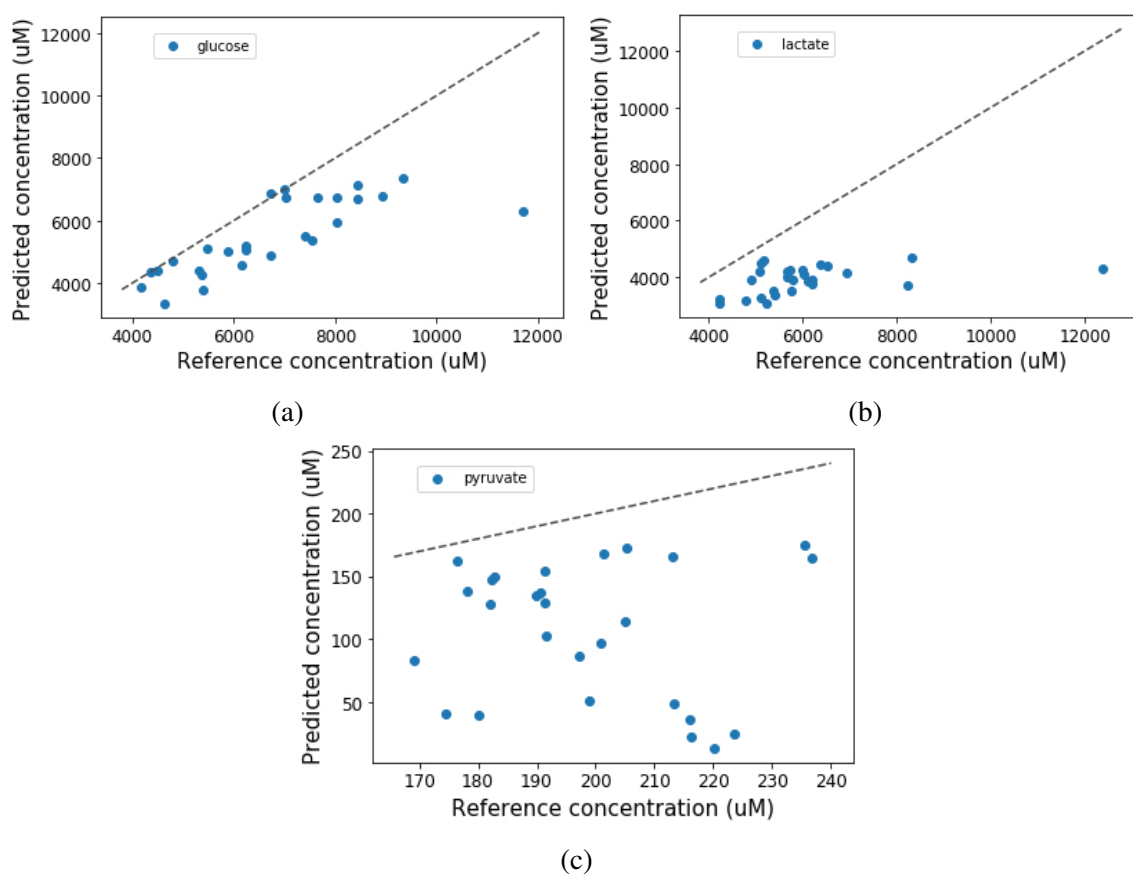 glucose
Predicted concentration (uM)
12000
10000
8000
6000
4000
4000 6000 8000 10000 12000
Reference concentration (uM)
(a)
lactate
Predicted concentration (uM)
12000
10000
8000
6000
4000
4000 6000 8000 10000 12000
Reference concentration (uM)
(b)
pyruvate
Predicted concentration (uM)
250
200
150
100
50
170 180 190 200 210 220 230 240
Reference concentration (uM)
(c)